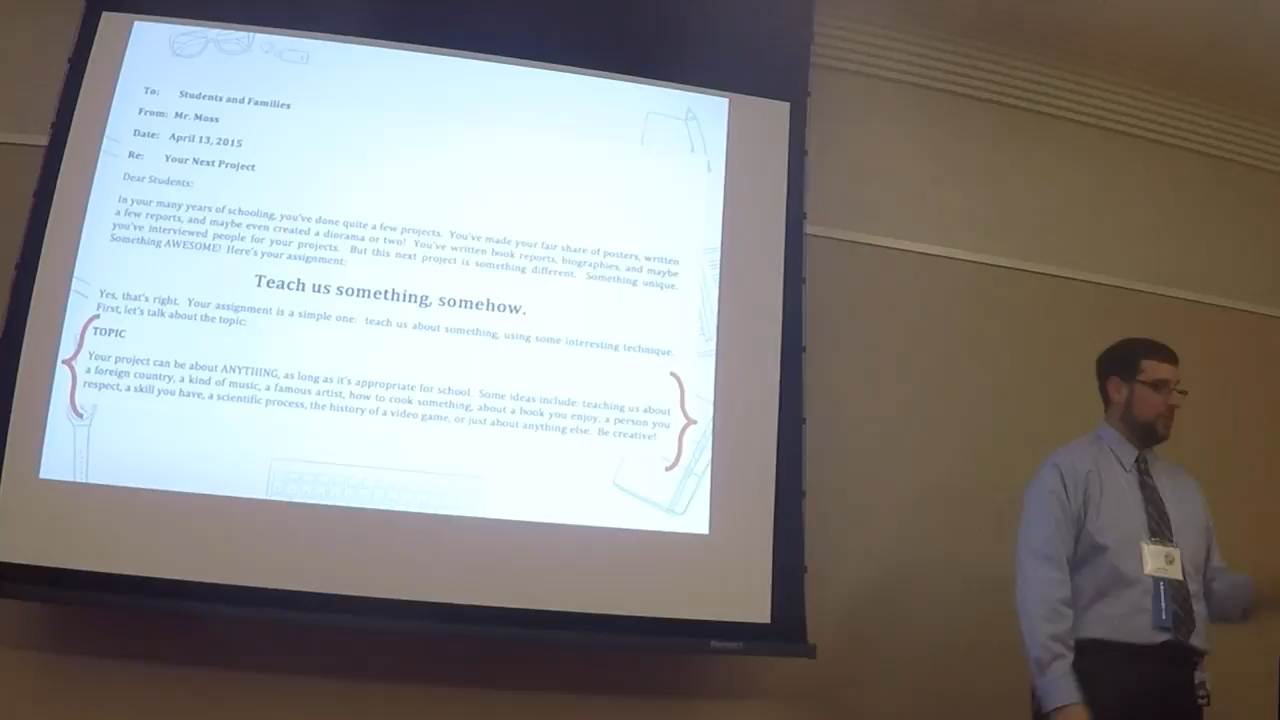 To: Students and Families
From: Mr. Moss
Date: April 13, 2015
Re: Your Next Project
Dear Students:
In your many years of schooling, you've done quite a few projects. You've made your fair share of posters, written
a few reports, and maybe even created a diorama or two! You've written book reports, biographies, and maybe
you've interviewed people for your projects. But this next project is something different. Something unique.
Something AWESOME! Here's your assignment:
Teach us something, somehow.
Yes, that's right. Your assignment is a simple one: teach us about something, using some interesting technique.
First, let's talk about the topic:
TOPIC
Your project can be about ANYTHING, as long as it's appropriate for school. Some ideas include: teaching us about
a foreign country, a kind of music, a famous artist, how to cook something, about a book you enjoy, a person you
respect, a skill you have, a scientific process, the history of a video game, or just about anything else. Be creative!